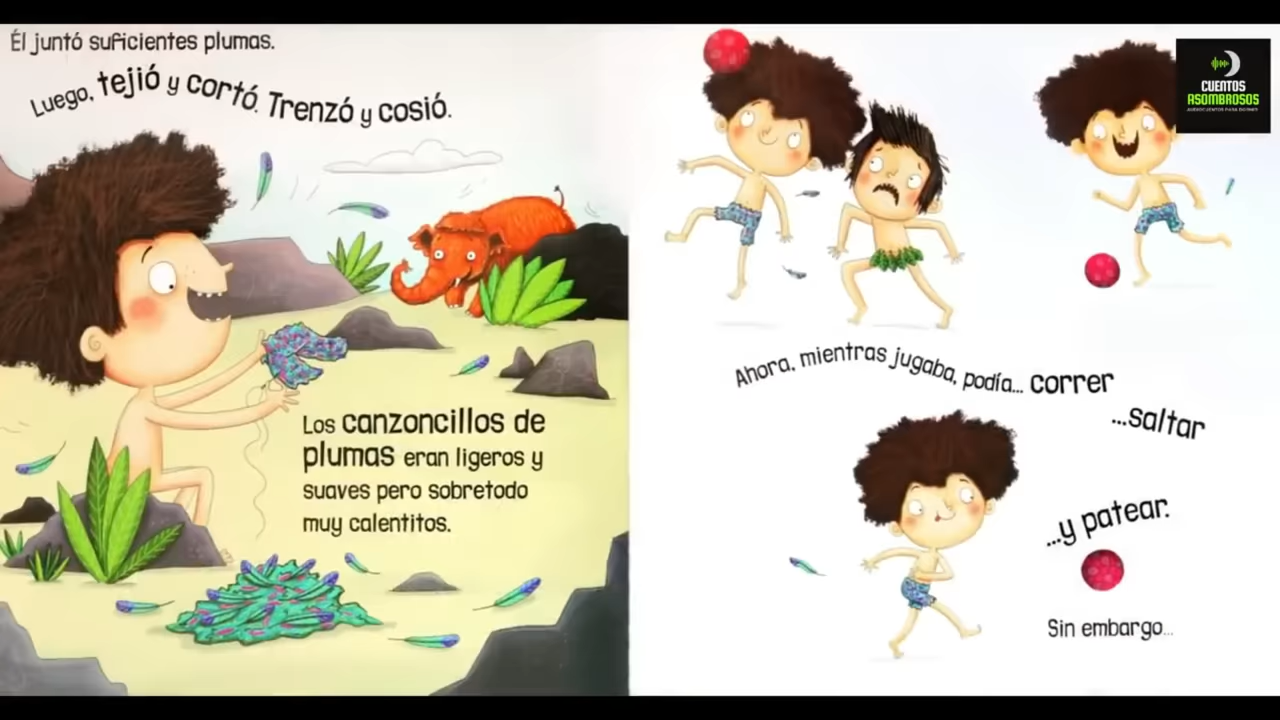 Él juntó suficientes plumas.
Luego, tejió y cortó. Trenzó y cosió.
Los canzoncillos de
plumas eran ligeros y
suaves pero sobretodo
muy calentitos.
CUENTOS
ASOMBROSOS
Ahora, mientras jugaba, podía... correr
...saltar
...y patear.
Sin embargo...